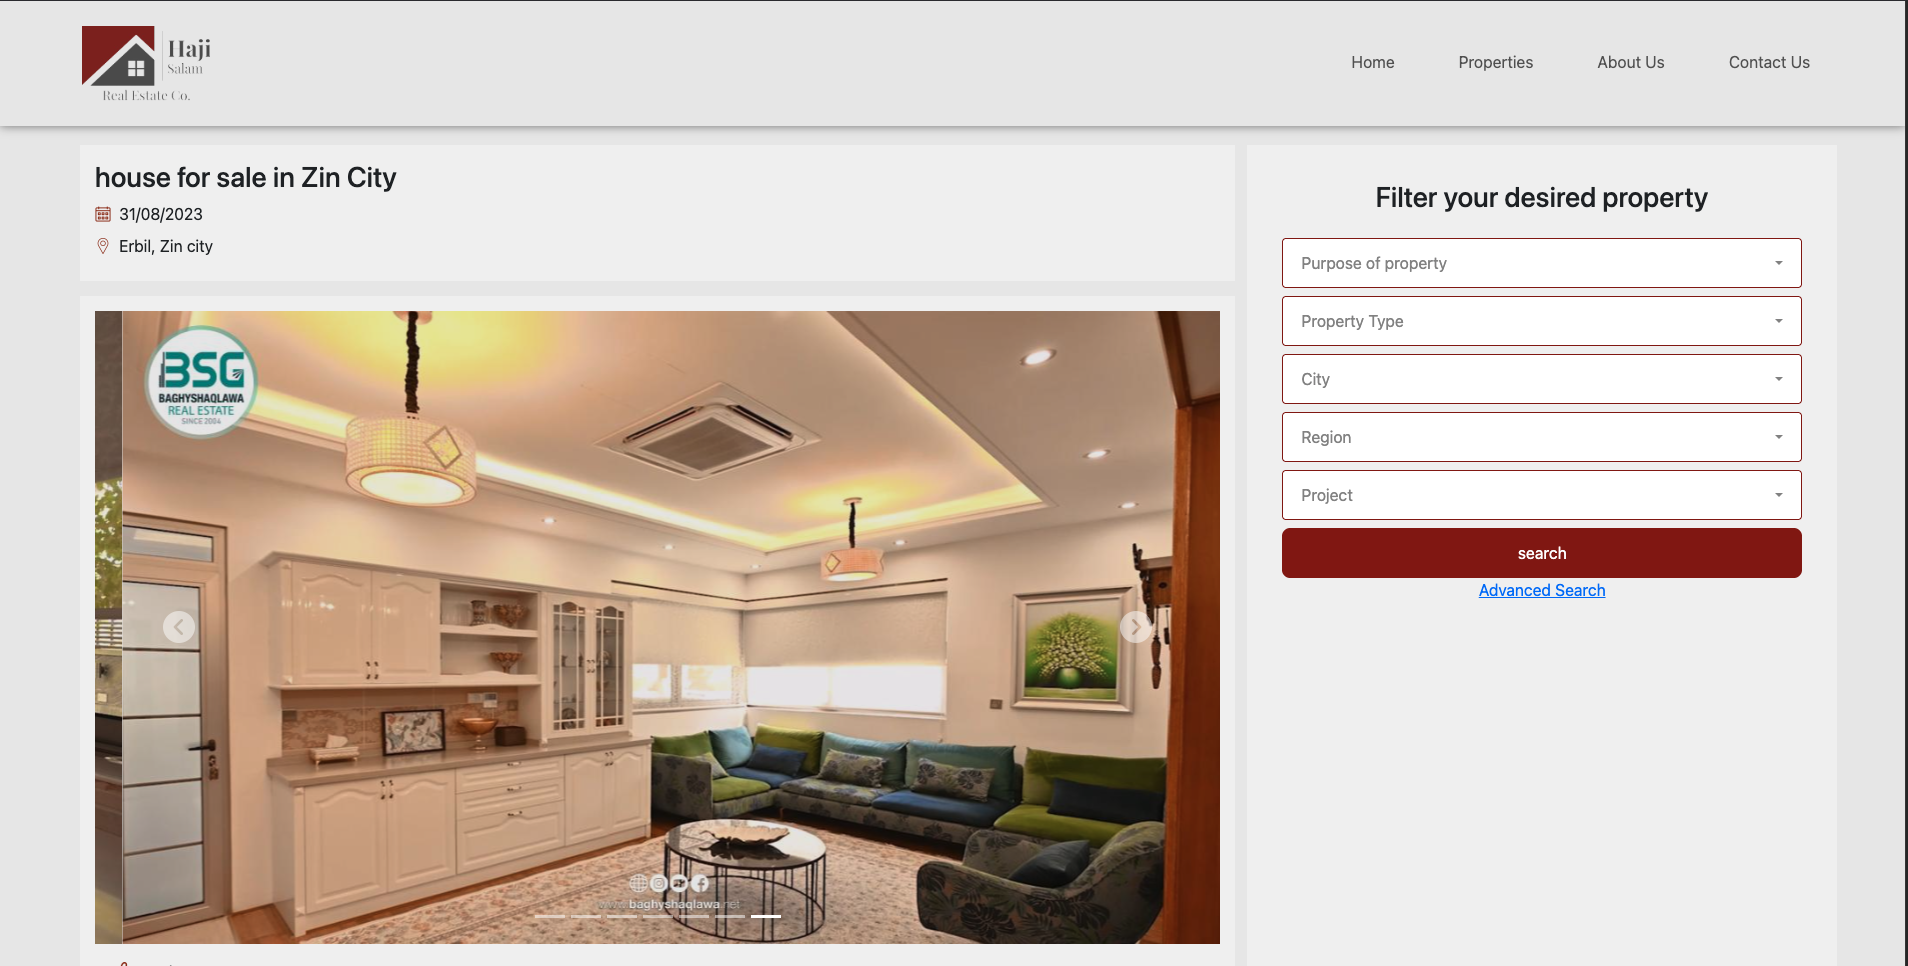 Haji
Salam
Real Estate Co.
Home
Properties
About Us
Contact Us
house for sale in Zin City
31/08/2023
Erbil, Zin city
BSG
BAGHYSHAQLAWA
REAL ESTATE
SINCE 2004
www.baghyshaqlawa.net
Filter your desired property
Purpose of property
Property Type
City
Region
Project
search
Advanced Search